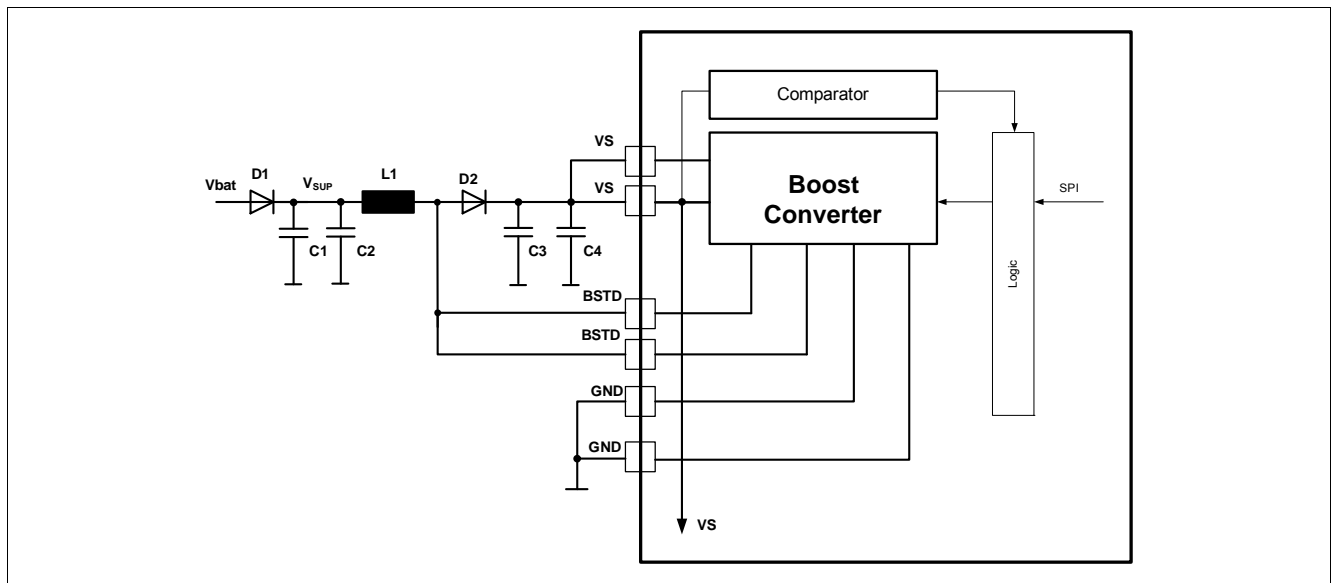 Comparator
VS
Boost
Converter
Vbat
D1
VSUP
L1
D2
VS
SPI
C1
C2
C3
C4
Logic
BSTD
BSTD
GND
GND
VS